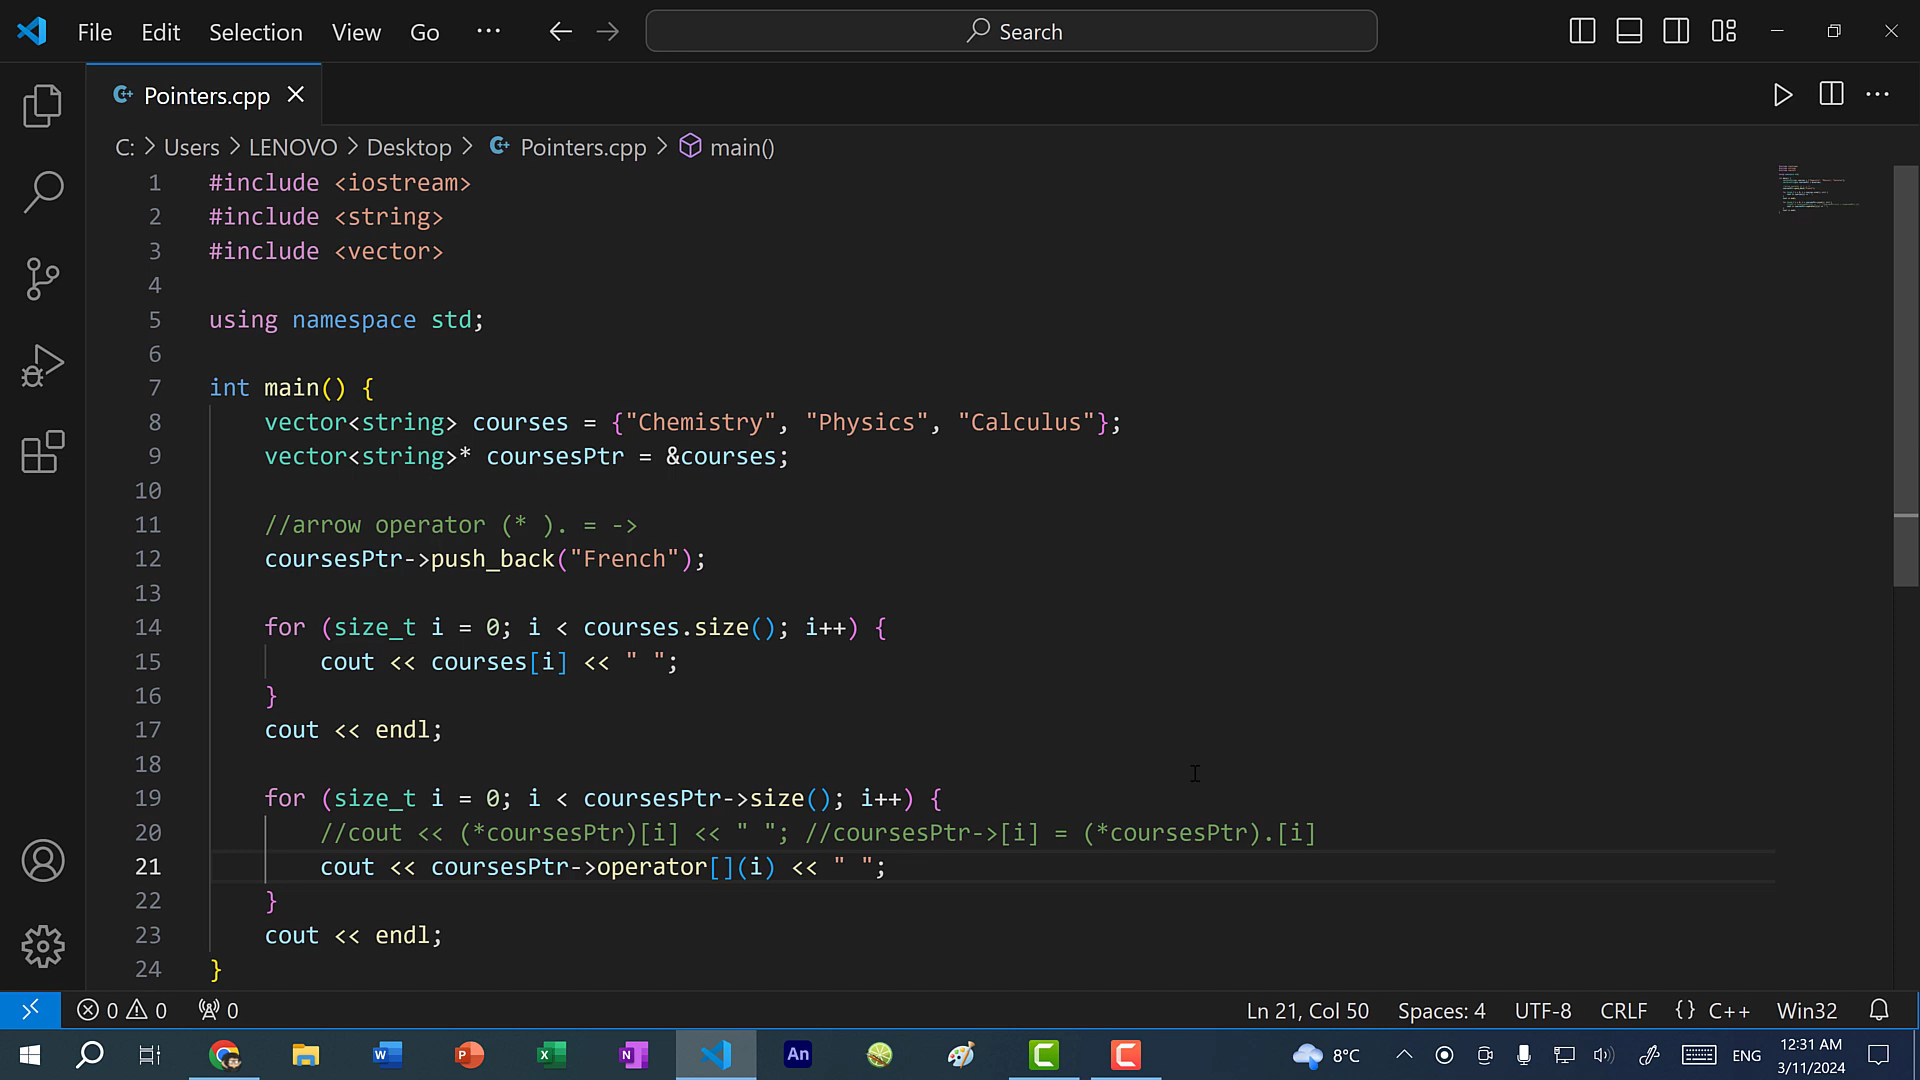 File Edit Selection View Go ··· Search
Pointers.cpp
C: > Users > LENOVO > Desktop > Pointers.cpp > main()
1 #include <iostream>
2 #include <string>
3 #include <vector>
4
5 using namespace std;
6
7 int main() {
8 vector<string> courses = {"Chemistry", "Physics", "Calculus"};
9 vector<string>* coursesPtr = &courses;
10
11 //arrow operator (* ). = ->
12 coursesPtr->push_back("French");
13
14 for (size_t i = 0; i < courses.size(); i++) {
15 cout << courses[i] << " ";
16 }
17 cout << endl;
18
19 for (size_t i = 0; i < coursesPtr->size(); i++) {
20 //cout << (*coursesPtr)[i] << " "; //coursesPtr->[i] = (*coursesPtr).[i]
21 cout << coursesPtr->operator[](i) << " ";
22 }
23 cout << endl;
24 }
0 0 0 Ln 21, Col 50 Spaces: 4 UTF-8 CRLF {} C++ Win32
W P X N An 8°C ENG 12:31 AM
3/11/2024